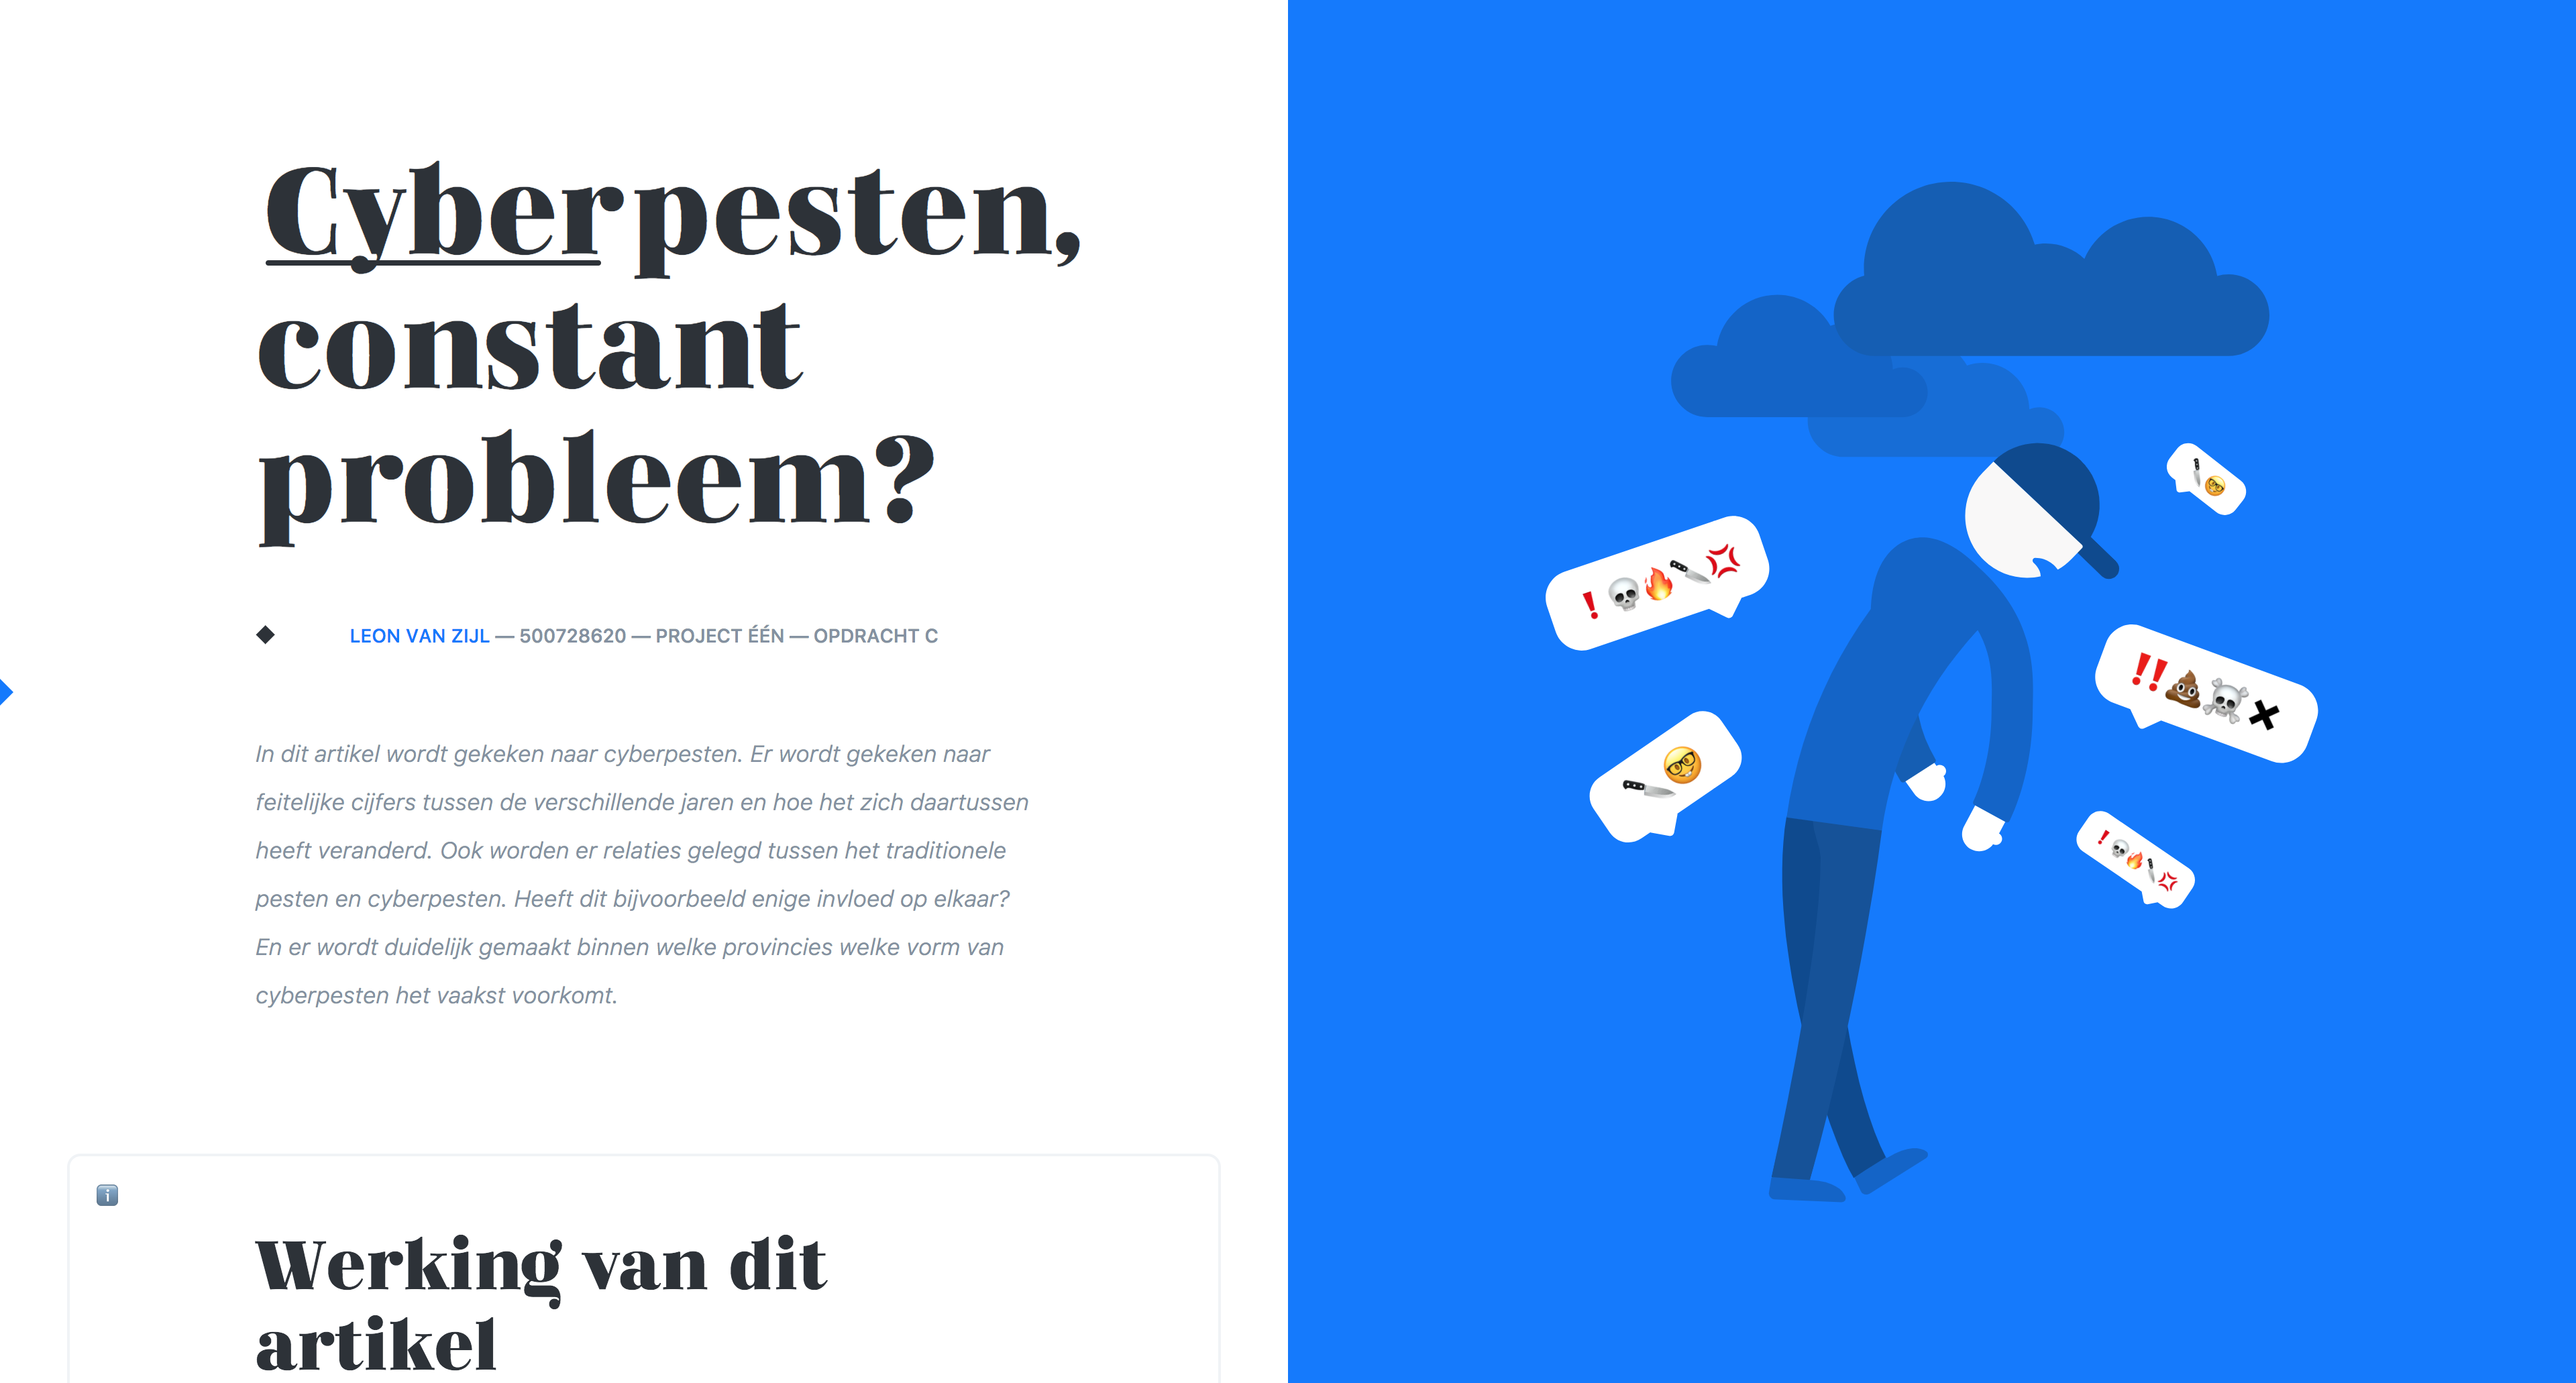 Cyberpesten,
constant
probleem?
LEON VAN ZIJL — 500728620 — PROJECT ÉÉN — OPDRACHT C
In dit artikel wordt gekeken naar cyberpesten. Er wordt gekeken naar
feitelijke cijfers tussen de verschillende jaren en hoe het zich daartussen
heeft veranderd. Ook worden er relaties gelegd tussen het traditionele
pesten en cyberpesten. Heeft dit bijvoorbeeld enige invloed op elkaar?
En er wordt duidelijk gemaakt binnen welke provincies welke vorm van
cyberpesten het vaakst voorkomt.
Werking van dit
artikel